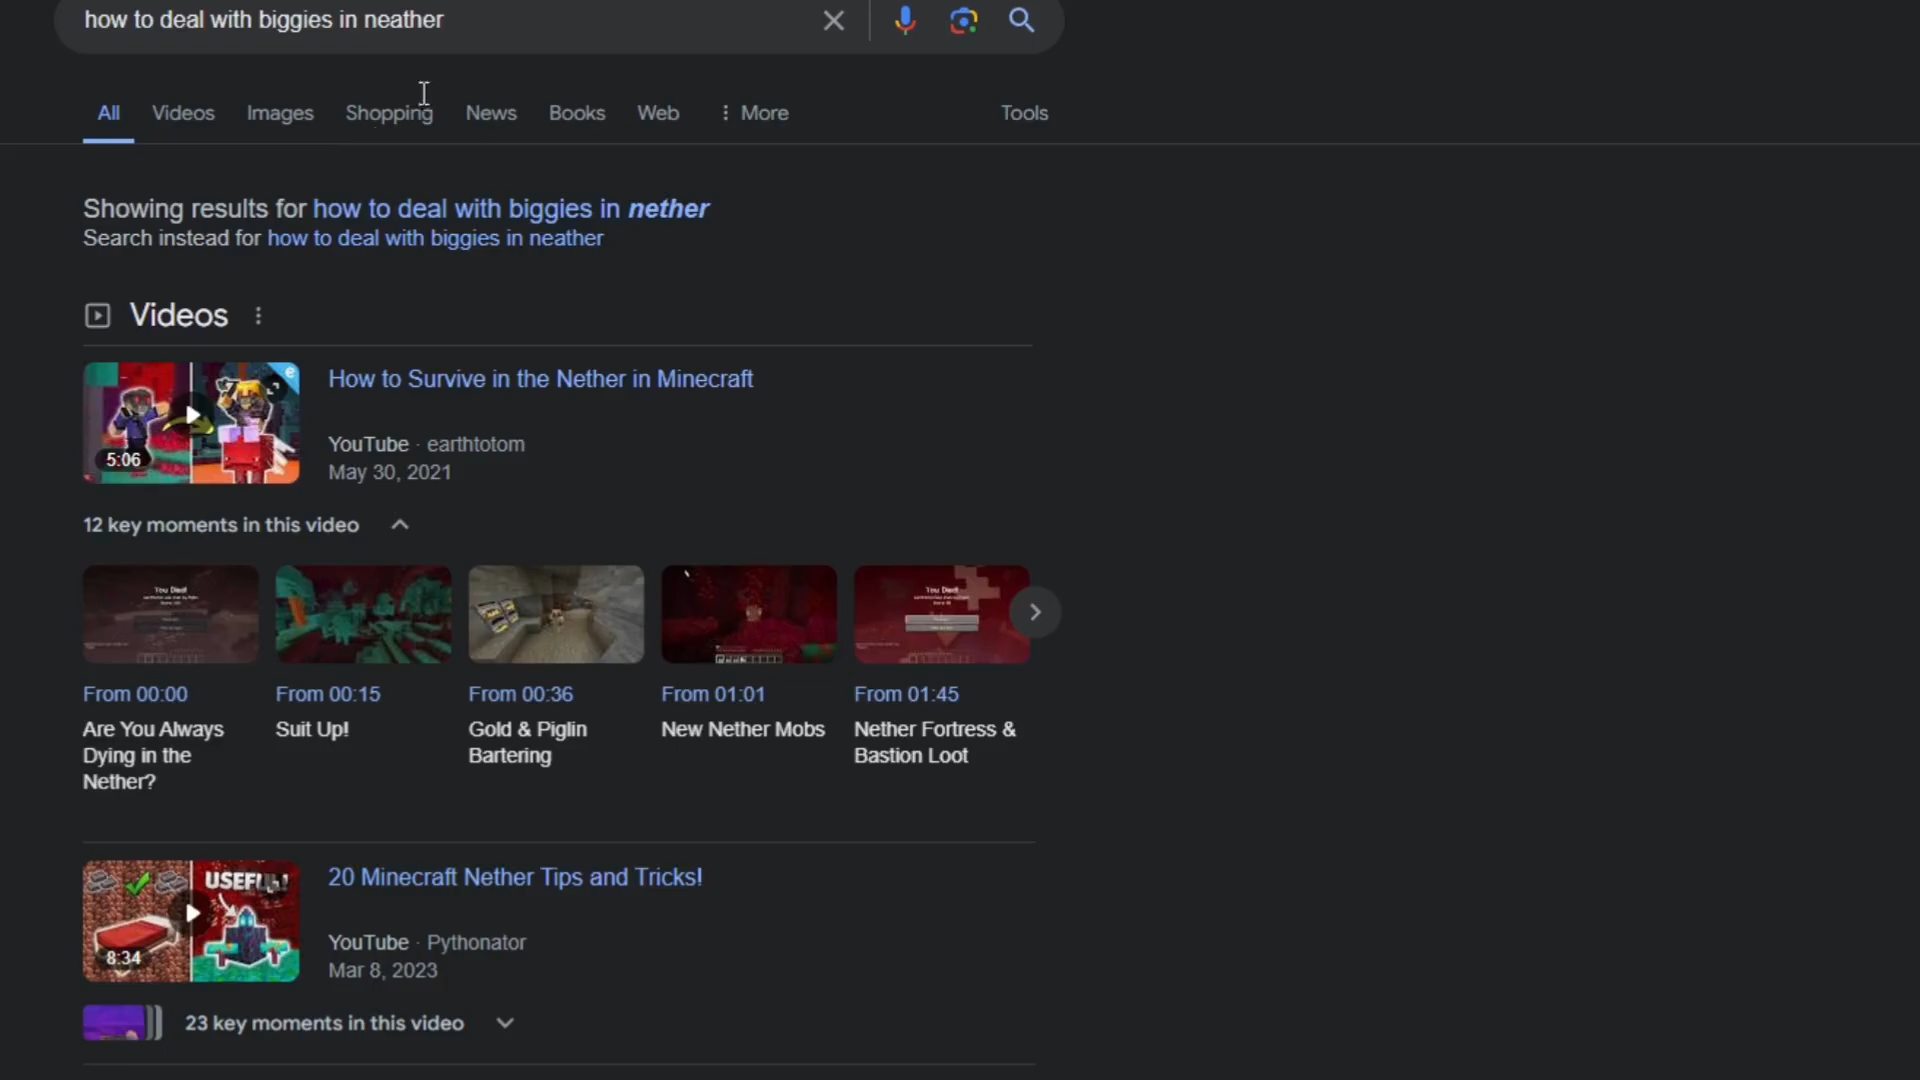 how to deal with biggies in neather
All Videos Images Shopping News Books Web More Tools
Showing results for how to deal with biggies in nether
Search instead for how to deal with biggies in neather
Videos
How to Survive in the Nether in Minecraft
YouTube · earthtotom
May 30, 2021
5:06
12 key moments in this video
You Died!
You Died!
From 00:00 From 00:15 From 00:36 From 01:01 From 01:45
Are You Always Suit Up! Gold & Piglin New Nether Mobs Nether Fortress &
Dying in the Bartering Bastion Loot
Nether?
USEFUL!
20 Minecraft Nether Tips and Tricks!
YouTube · Pythonator
Mar 8, 2023
8:34
23 key moments in this video